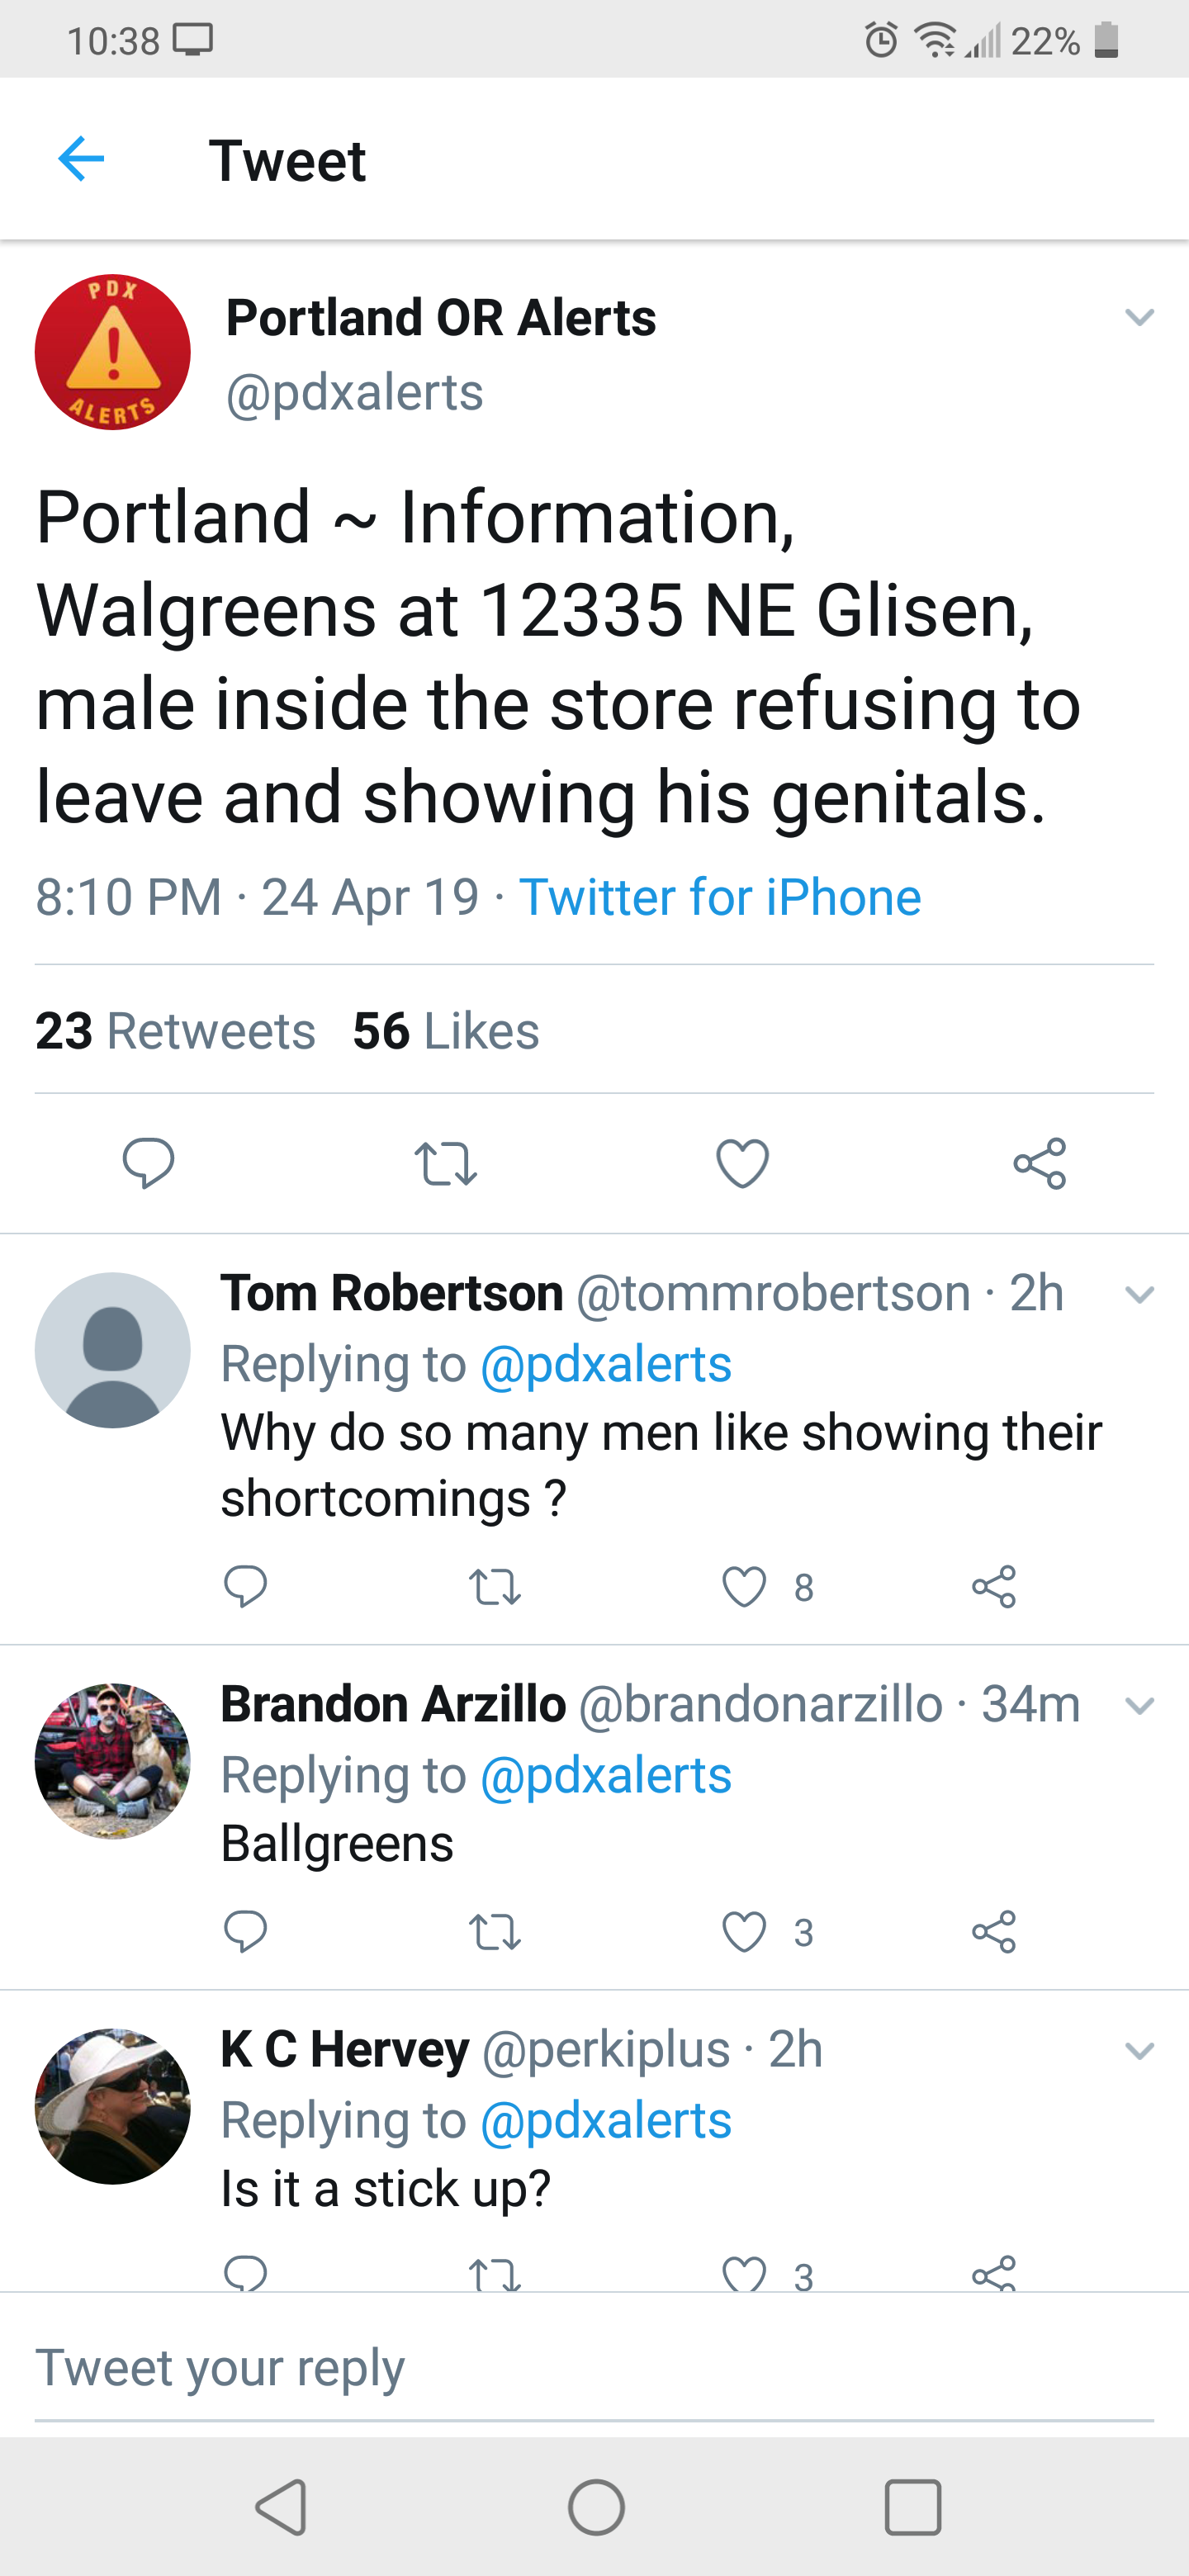 10:38 22%
Tweet
PDX
ALERTS
Portland OR Alerts
@pdxalerts
Portland ~ Information,
Walgreens at 12335 NE Glisen,
male inside the store refusing to
leave and showing his genitals.
8:10 PM · 24 Apr 19 · Twitter for iPhone
23 Retweets 56 Likes
Tom Robertson @tommrobertson · 2h
Replying to @pdxalerts
Why do so many men like showing their
shortcomings ?
8
Brandon Arzillo @brandonarzillo · 34m
Replying to @pdxalerts
Ballgreens
3
K C Hervey @perkiplus · 2h
Replying to @pdxalerts
Is it a stick up?
3
Tweet your reply